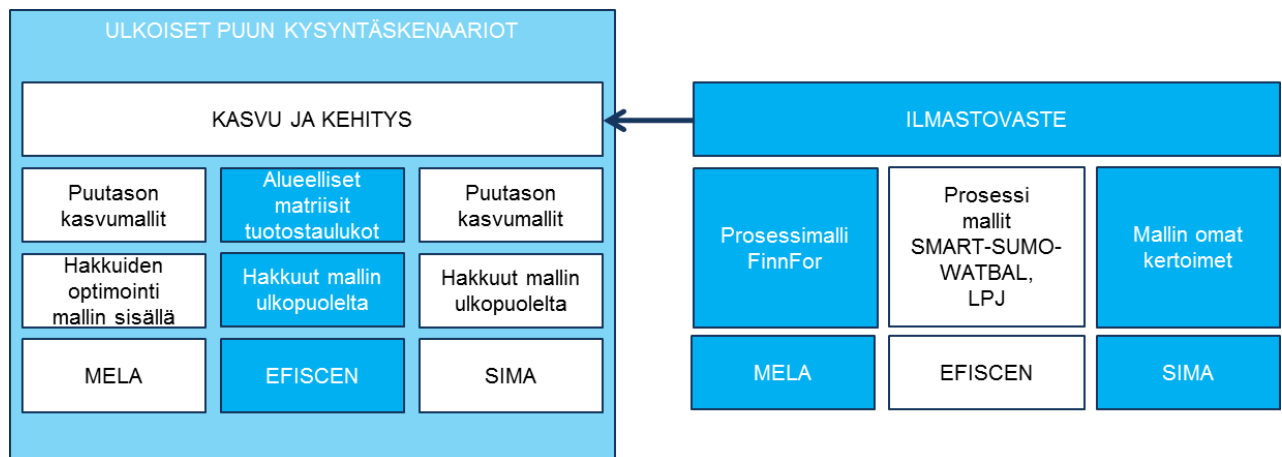 ULKOISET PUUN KYSYNTÄSKENAARIOT
KASVU JA KEHITYS
Puutason
kasvumallit
Alueelliset
matriisit
tuotostaulukot
Puutason
kasvumallit
Hakkuiden
optimointi
mallin sisällä
Hakkuut mallin
ulkopuolelta
Hakkuut mallin
ulkopuolelta
MELA
EFISCEN
SIMA
ILMASTOVASTE
Prosessimalli
FinnFor
Prosessi
mallit
SMART-SUMO-
WATBAL,
LPJ
Mallin omat
kertoimet
MELA
EFISCEN
SIMA